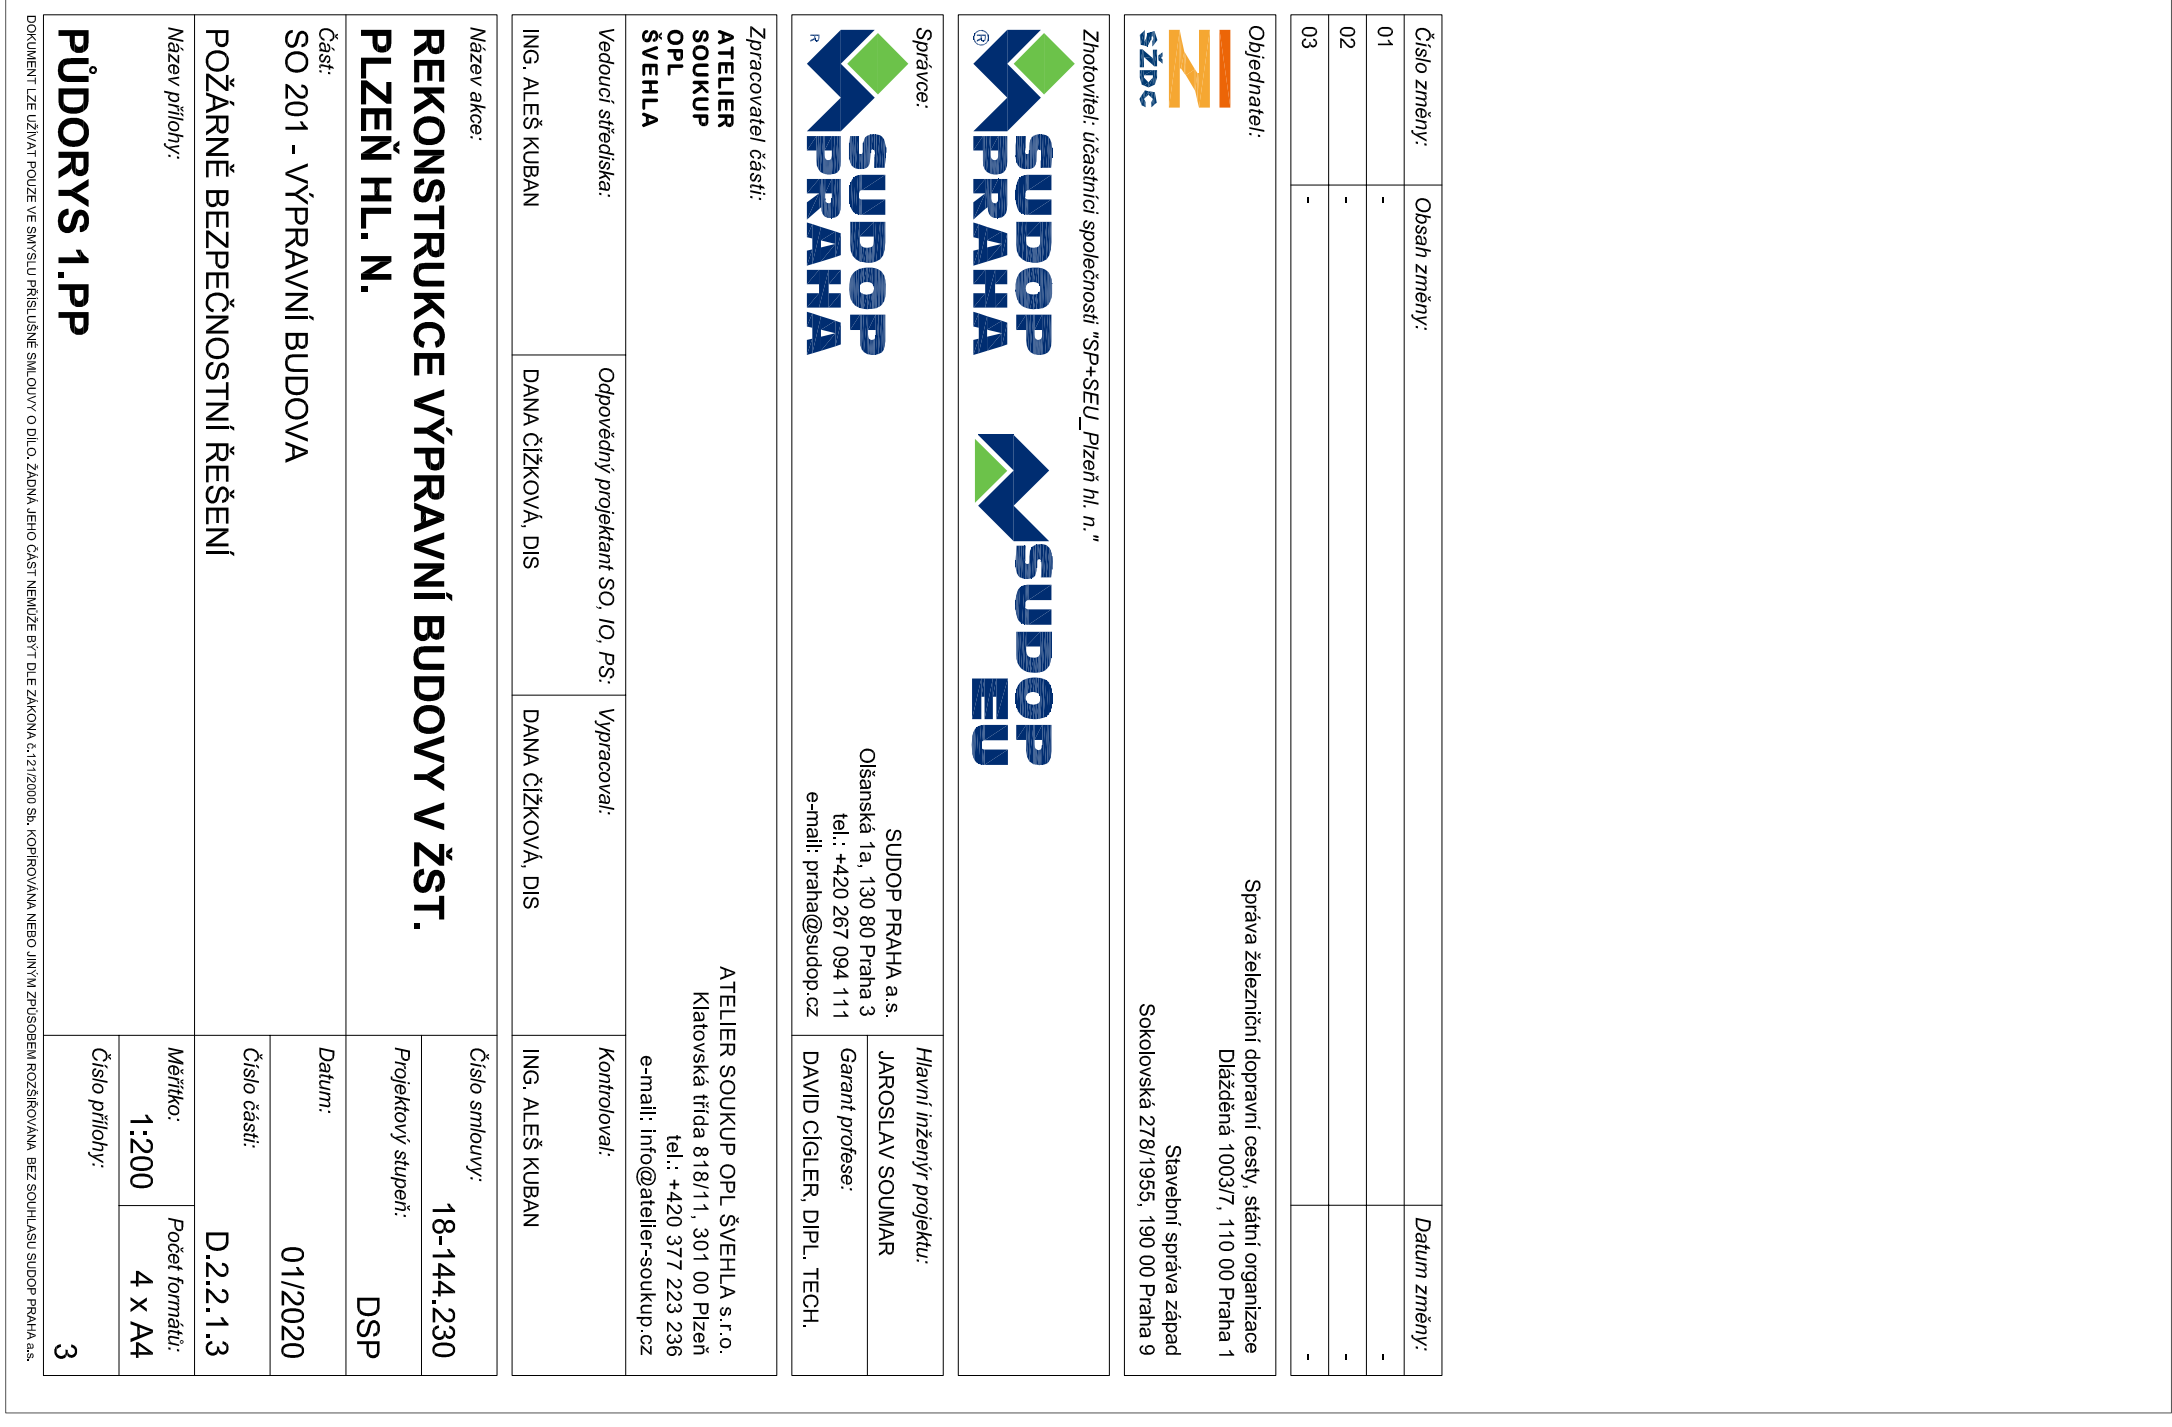 Číslo změny: Obsah změny: Datum změny:
01 - -
02 - -
03 - -
Objednatel:
SŽDC
Správa železniční dopravní cesty, státní organizace
Dlážděná 1003/7, 110 00 Praha 1
Stavební správa západ
Sokolovská 278/1955, 190 00 Praha 9
Zhotovitel: účastníci společnosti "SP+SEU_Plzeň hl. n."
SUDOP
PRAHA
®
SUDOP
EU
Správce:
SUDOP
PRAHA
R
SUDOP PRAHA a.s.
Olšanská 1a, 130 80 Praha 3
tel.: +420 267 094 111
e-mail: praha@sudop.cz
Hlavní inženýr projektu:
JAROSLAV SOUMAR
Garant profese:
DAVID CÍGLER, DIPL. TECH.
Zpracovatel části:
ATELIER
SOUKUP
OPL
ŠVEHLA
ATELIER SOUKUP OPL ŠVEHLA s.r.o.
Klatovská třída 818/11, 301 00 Plzeň
tel.: +420 377 223 236
e-mail: info@atelier-soukup.cz
Vedoucí střediska: Odpovědný projektant SO, IO, PS: Vypracoval: Kontroloval:
ING. ALEŠ KUBAN DANA ČÍŽKOVÁ, DIS DANA ČÍŽKOVÁ, DIS ING. ALEŠ KUBAN
Název akce:
REKONSTRUKCE VÝPRAVNÍ BUDOVY V ŽST.
PLZEŇ HL. N.
Číslo smlouvy:
18-144.230
Projektový stupeň:
DSP
Část:
SO 201 - VÝPRAVNÍ BUDOVA
Datum:
01/2020
POŽÁRNĚ BEZPEČNOSTNÍ ŘEŠENÍ
Číslo části:
D.2.2.1.3
Název přílohy:
PŮDORYS 1.PP
Měřítko:
1:200
Počet formátů:
4 x A4
Číslo přílohy:
3
DOKUMENT LZE UŽÍVAT POUZE VE SMYSLU PŘÍSLUŠNÉ SMLOUVY O DÍLO. ŽÁDNÁ JEHO ČÁST NEMŮŽE BÝT DLE ZÁKONA č.121/2000 Sb. KOPÍROVÁNA NEBO JINÝM ZPŮSOBEM ROZŠIŘOVÁNA BEZ SOUHLASU SUDOP PRAHA a.s.